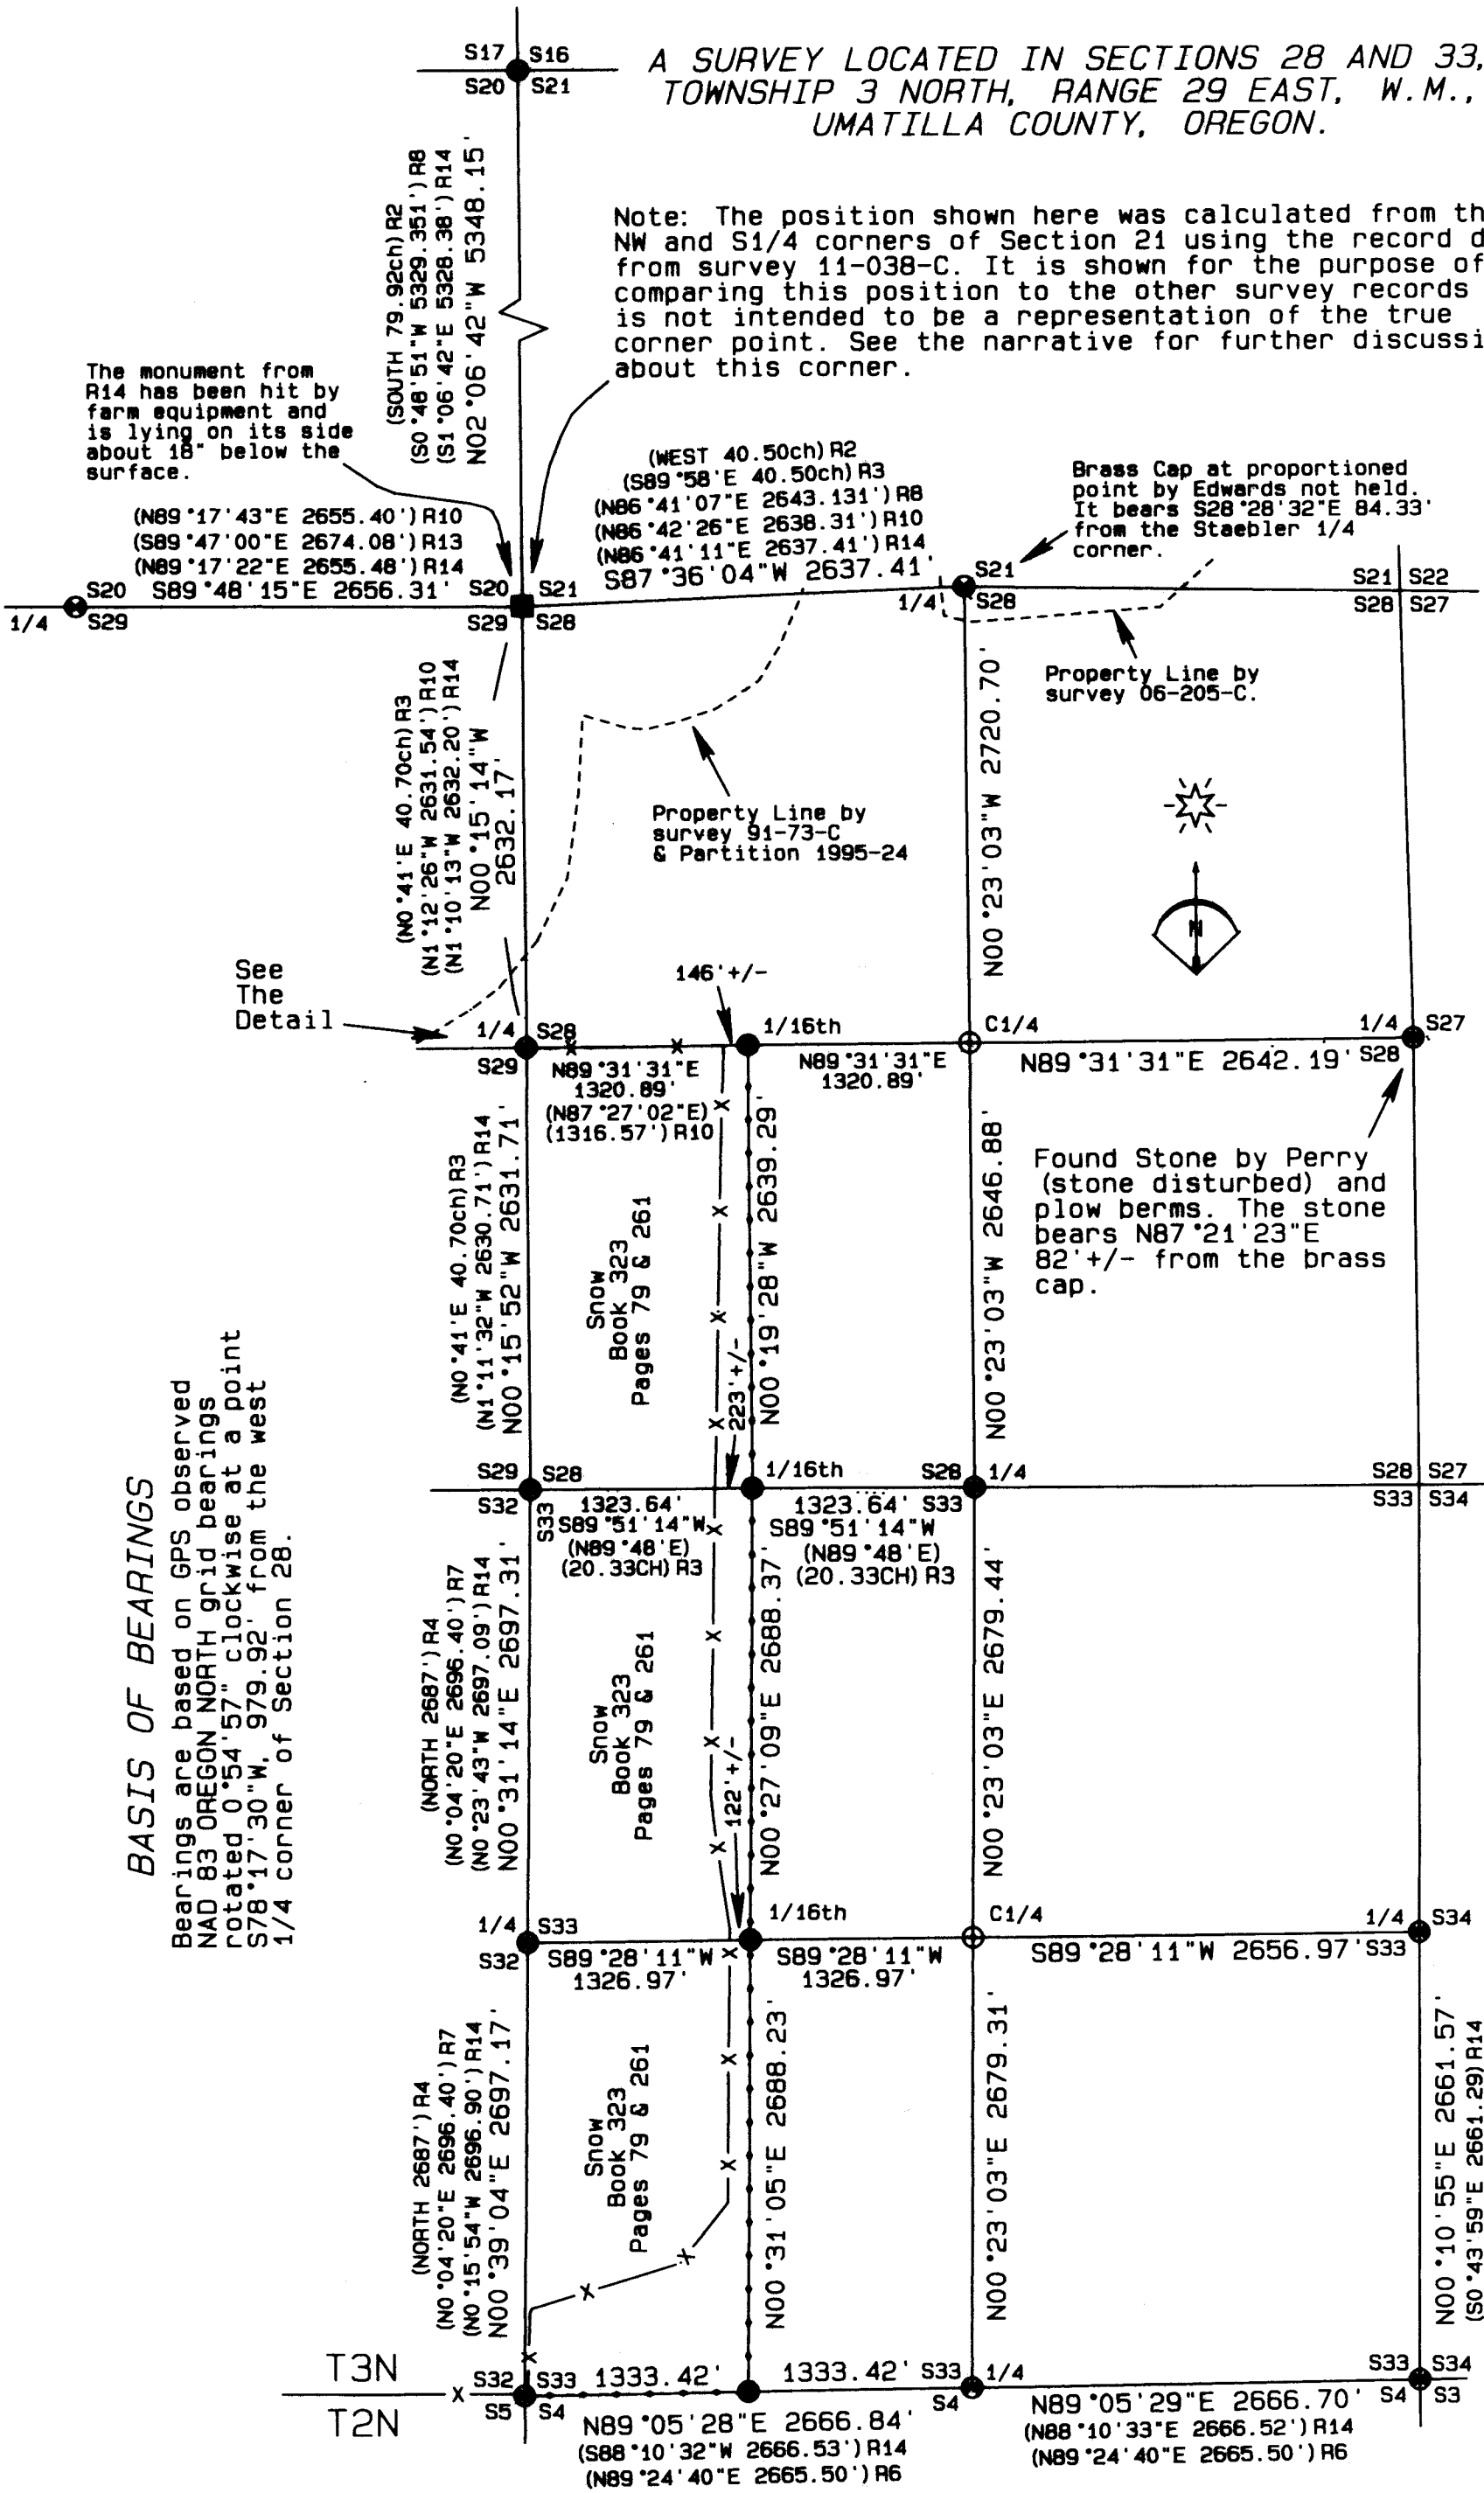 S17 S16
S20 S21
A SURVEY LOCATED IN SECTIONS 28 AND 33,
TOWNSHIP 3 NORTH, RANGE 29 EAST, W.M.,
UMATILLA COUNTY, OREGON.
(SOUTH 79.92ch)R2
(S0°48'51"W 5329.351')R8
(S1°06'42"E 5328.38')R14
N02°06'42"W 5348.15'
Note: The position shown here was calculated from th
NW and S1/4 corners of Section 21 using the record d
from survey 11-038-C. It is shown for the purpose of
comparing this position to the other survey records
is not intended to be a representation of the true
corner point. See the narrative for further discussi
about this corner.
The monument from
R14 has been hit by
farm equipment and
is lying on its side
about 18" below the
surface.
(WEST 40.50ch)R2
(S89°58'E 40.50ch)R3
(N86°41'07"E 2643.131')R8
(N86°42'26"E 2638.31')R10
(N86°41'11"E 2637.41')R14
S87°36'04"W 2637.41'
Brass Cap at proportioned
point by Edwards not held.
It bears S28°28'32"E 84.33'
from the Staebler 1/4
corner.
(N89°17'43"E 2655.40')R10
(S89°47'00"E 2674.08')R13
(N89°17'22"E 2655.48')R14
S89°48'15"E 2656.31'
S20
1/4 S29
S20 S21
S29 S28
S21
1/4 S28
S21 S22
S28 S27
Property Line by
survey 06-205-C.
(N0°41'E 40.70ch)R3
(N1°12'26"W 2631.54')R10
(N1°10'13"W 2632.20')R14
N00°15'14"W
2632.17'
N00°23'03"W 2720.70'
Property Line by
survey 91-73-C
& Partition 1995-24
N
See
The
Detail
146'+/-
1/4 S28
S29
1/16th
C1/4
1/4 S27
S28
N89°31'31"E
1320.89'
(N87°27'02"E)
(1316.57')R10
N89°31'31"E
1320.89'
N89°31'31"E 2642.19'
(N0°41'E 40.70ch)R3
(N1°11'32"W 2630.71')R14
N00°15'52"W 2631.71'
Snow
Book 323
Pages 79 & 261
223'+/-
N00°19'28"W 2639.29'
N00°23'03"W 2646.88'
Found Stone by Perry
(stone disturbed) and
plow berms. The stone
bears N87°21'23"E
82'+/- from the brass
cap.
BASIS OF BEARINGS
Bearings are based on GPS observed
NAD 83 OREGON NORTH grid bearings
rotated 0°54'57" clockwise at a point
S78°17'30"W, 979.92' from the west
1/4 corner of Section 28.
S29 S28
S32 S33
1/16th
S28 1/4
S33
S28 S27
S33 S34
1323.64'
S89°51'14"W
(N89°48'E)
(20.33CH)R3
1323.64'
S89°51'14"W
(N89°48'E)
(20.33CH)R3
(NORTH 2687')R4
(N0°04'20"E 2696.40')R7
(N0°23'43"W 2697.09')R14
N00°31'14"E 2697.31'
Snow
Book 323
Pages 79 & 261
122'+/-
N00°27'09"E 2688.37'
N00°23'03"E 2679.44'
1/4 S33
S32
1/16th
C1/4
1/4 S34
S33
S89°28'11"W
1326.97'
S89°28'11"W
1326.97'
S89°28'11"W 2656.97'
(NORTH 2687')R4
(N0°04'20"E 2696.40')R7
(N0°15'54"W 2696.90')R14
N00°39'04"E 2697.17'
Snow
Book 323
Pages 79 & 261
N00°31'05"E 2688.23'
N00°23'03"E 2679.31'
N00°10'55"E 2661.57'
(S0°43'59"E 2661.29)R14
T3N
T2N
S32 S33
S5 S4
1333.42'
1333.42'
S33 1/4
S4
S33 S34
S4 S3
N89°05'28"E 2666.84'
(S88°10'32"W 2666.53')R14
(N89°24'40"E 2665.50')R6
N89°05'29"E 2666.70'
(N88°10'33"E 2666.52')R14
(N89°24'40"E 2665.50')R6